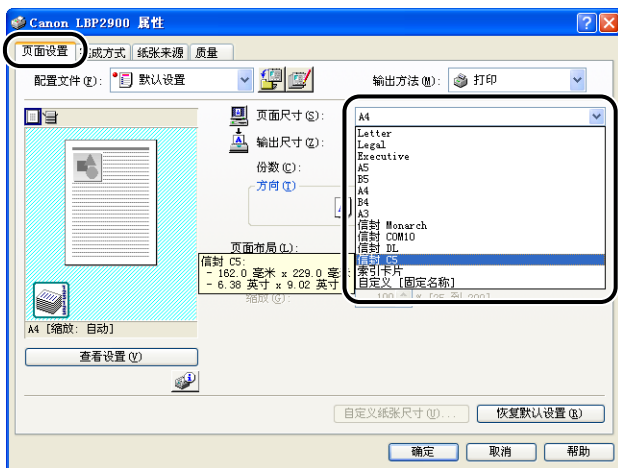 Canon LBP2900 属性
页面设置 完成方式 纸张来源 质量
配置文件(F): 默认设置 输出方法(M): 打印
页面尺寸(S): A4
输出尺寸(Z):
份数(C):
方向(I)
页面布局(L):
Letter
Legal
Executive
A5
B5
A4
B4
A3
信封 Monarch
信封 COM10
信封 DL
信封 C5
索引卡片
自定义 [固定名称]
信封 C5:
- 162.0 毫米 x 229.0 毫米
- 6.38 英寸 x 9.02 英寸
缩放(G): 100 % [25 到 200]
A4 [缩放: 自动]
查看设置(V)
自定义纸张尺寸(U)... 恢复默认设置(R)
确定 取消 帮助